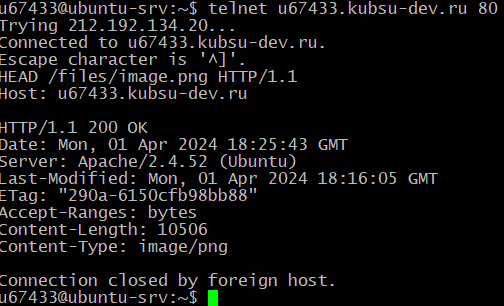 u67433@ubuntu-srv:~$ telnet u67433.kubsu-dev.ru 80
Trying 212.192.134.20...
Connected to u67433.kubsu-dev.ru.
Escape character is '^]'.
HEAD /files/image.png HTTP/1.1
Host: u67433.kubsu-dev.ru
HTTP/1.1 200 OK
Date: Mon, 01 Apr 2024 18:25:43 GMT
Server: Apache/2.4.52 (Ubuntu)
Last-Modified: Mon, 01 Apr 2024 18:16:05 GMT
ETag: "290a-6150cfb98bb88"
Accept-Ranges: bytes
Content-Length: 10506
Content-Type: image/png
Connection closed by foreign host.
u67433@ubuntu-srv:~$